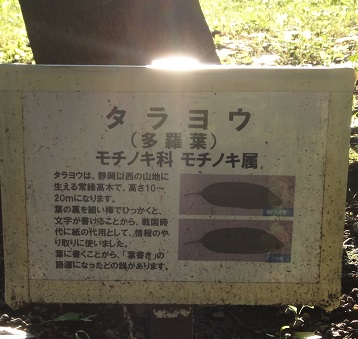 タラヨウ
(多羅葉)
モチノキ科 モチノキ属
タラヨウは、静岡以西の山地に
生える常緑高木で、高さ10～
20mになります。
葉の裏を細い棒でひっかくと、
文字が書けることから、戦国時
代に紙の代用として、情報のや
り取りに使いました。
葉に書くことから、「葉書き」の
語源になったとの説があります。